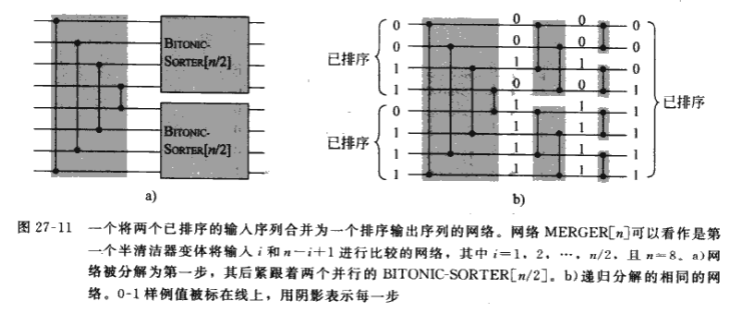 BITONIC-
SORTER[n/2]
BITONIC-
SORTER[n/2]
a)
已排序
已排序
0 0 0 0
0 0 0 0
1 1 1 0
1 0 0 1
0 1 1 1
1 1 1 1
1 1 1 1
1 1 1 1
已排序
b)
图 27-11 一个将两个已排序的输入序列合并为一个排序输出序列的网络。网络 MERGER[n]可以看作是第
一个半清洁器变体将输入 i 和 n-i+1 进行比较的网络，其中 i=1, 2, …, n/2，且 n=8。a)网
络被分解为第一步，其后紧跟着两个并行的 BITONIC-SORTER[n/2]。b)递归分解的相同的网
络。0-1样例值被标在线上，用阴影表示每一步